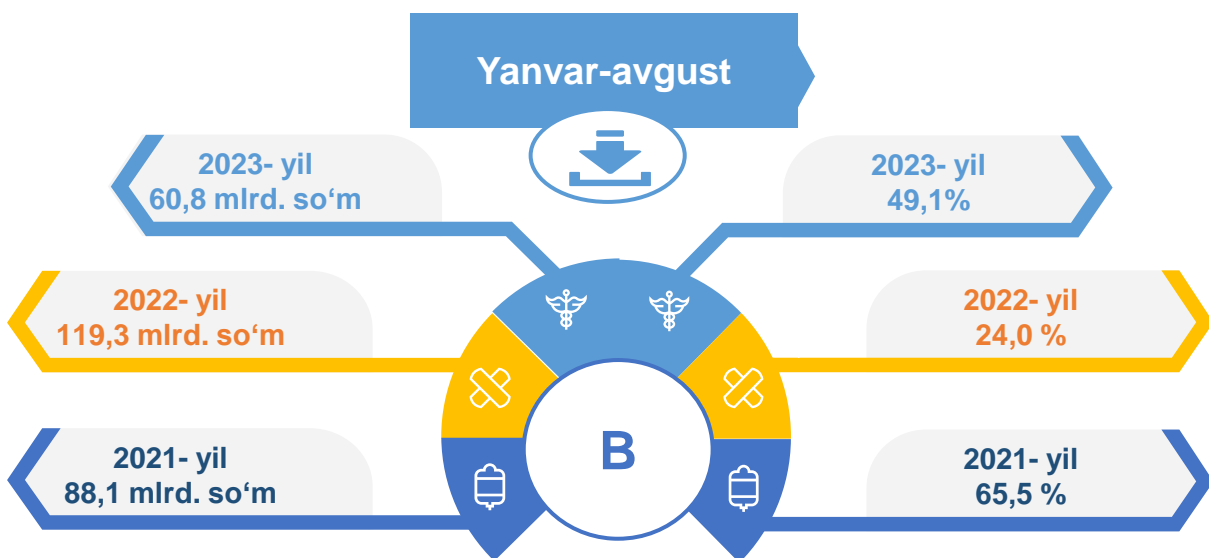 Yanvar-avgust
2023- yil
60,8 mlrd. so‘m
2023- yil
49,1%
2022- yil
119,3 mlrd. so‘m
2022- yil
24,0 %
B
2021- yil
88,1 mlrd. so‘m
2021- yil
65,5 %